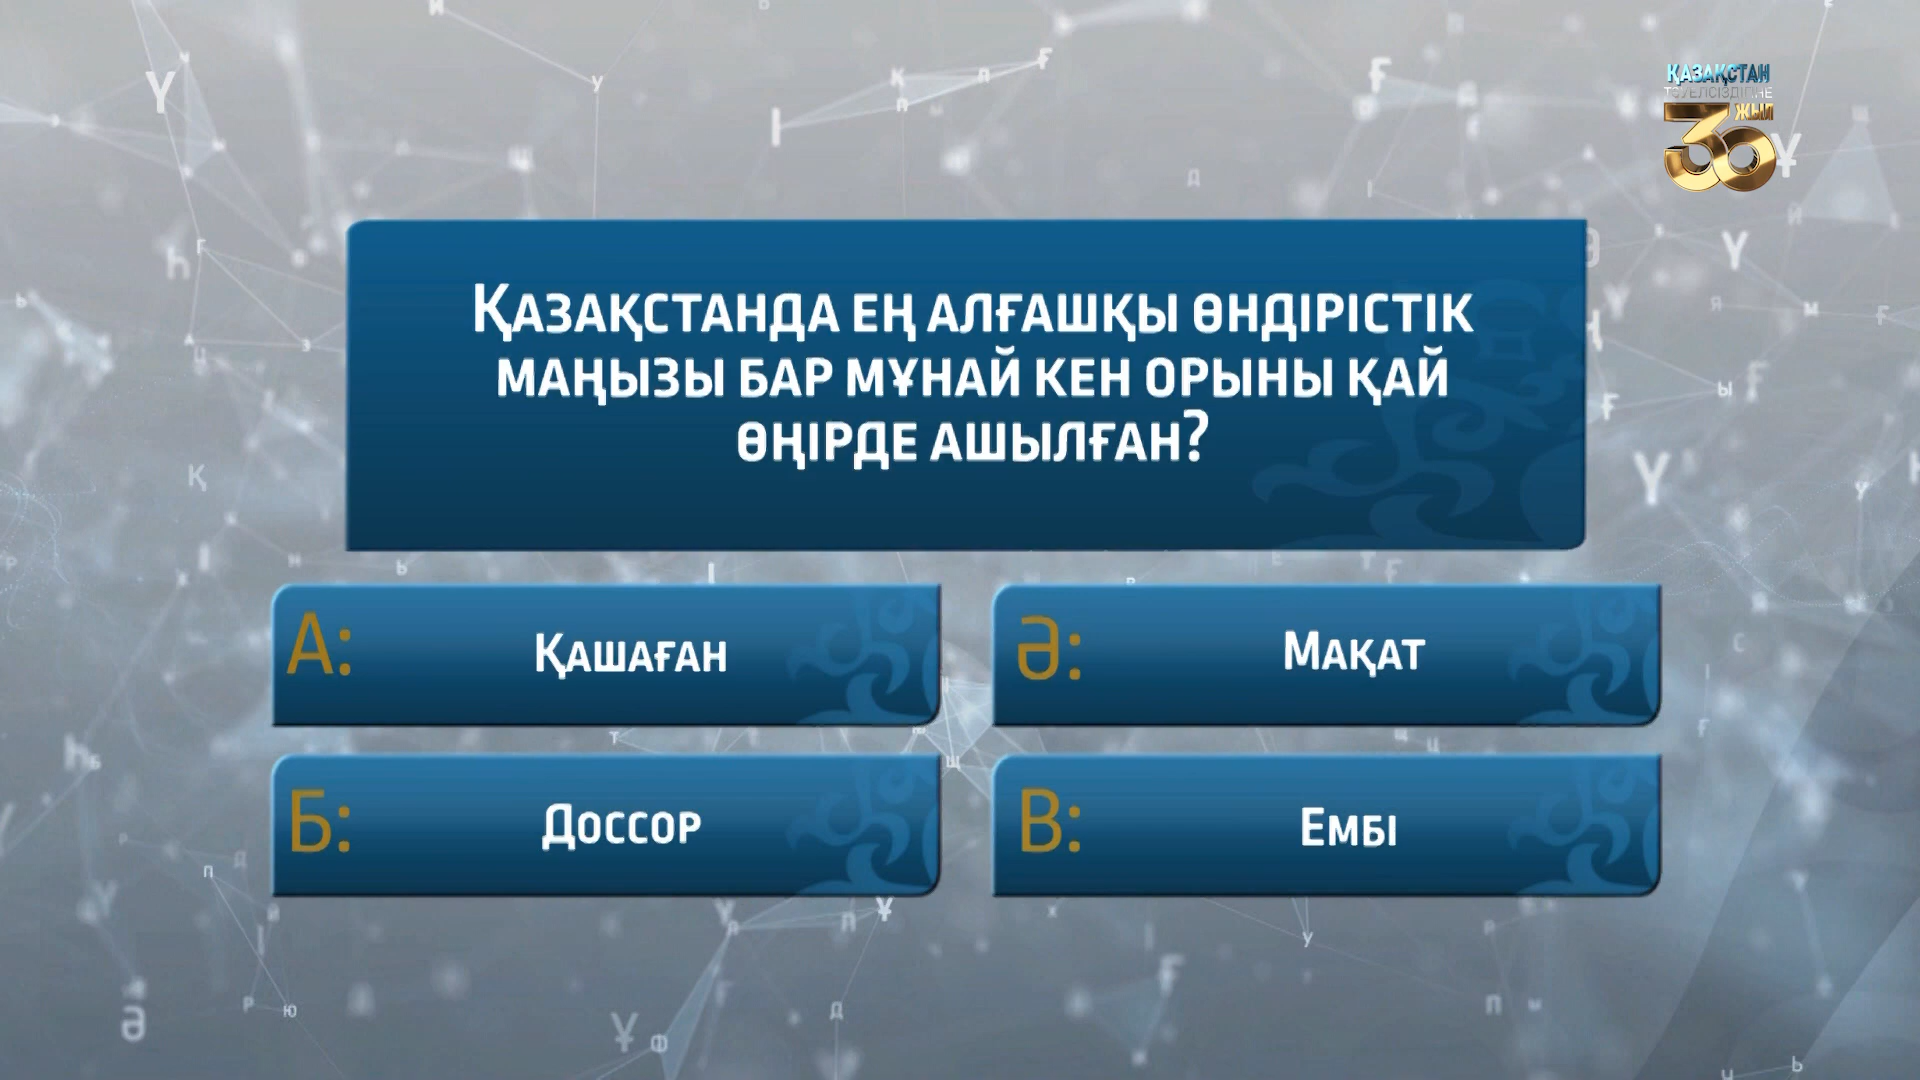 ҚАЗАҚСТАН
ТӘУЕЛСІЗДІГІНЕ
30 ЖЫЛ
ҚАЗАҚСТАНДА ЕҢ АЛҒАШҚЫ ӨНДІРІСТІК
МАҢЫЗЫ БАР МҰНАЙ КЕН ОРЫНЫ ҚАЙ
ӨҢІРДЕ АШЫЛҒАН?
А: ҚАШАҒАН
Ә: МАҚАТ
Б: ДОССОР
В: ЕМБІ